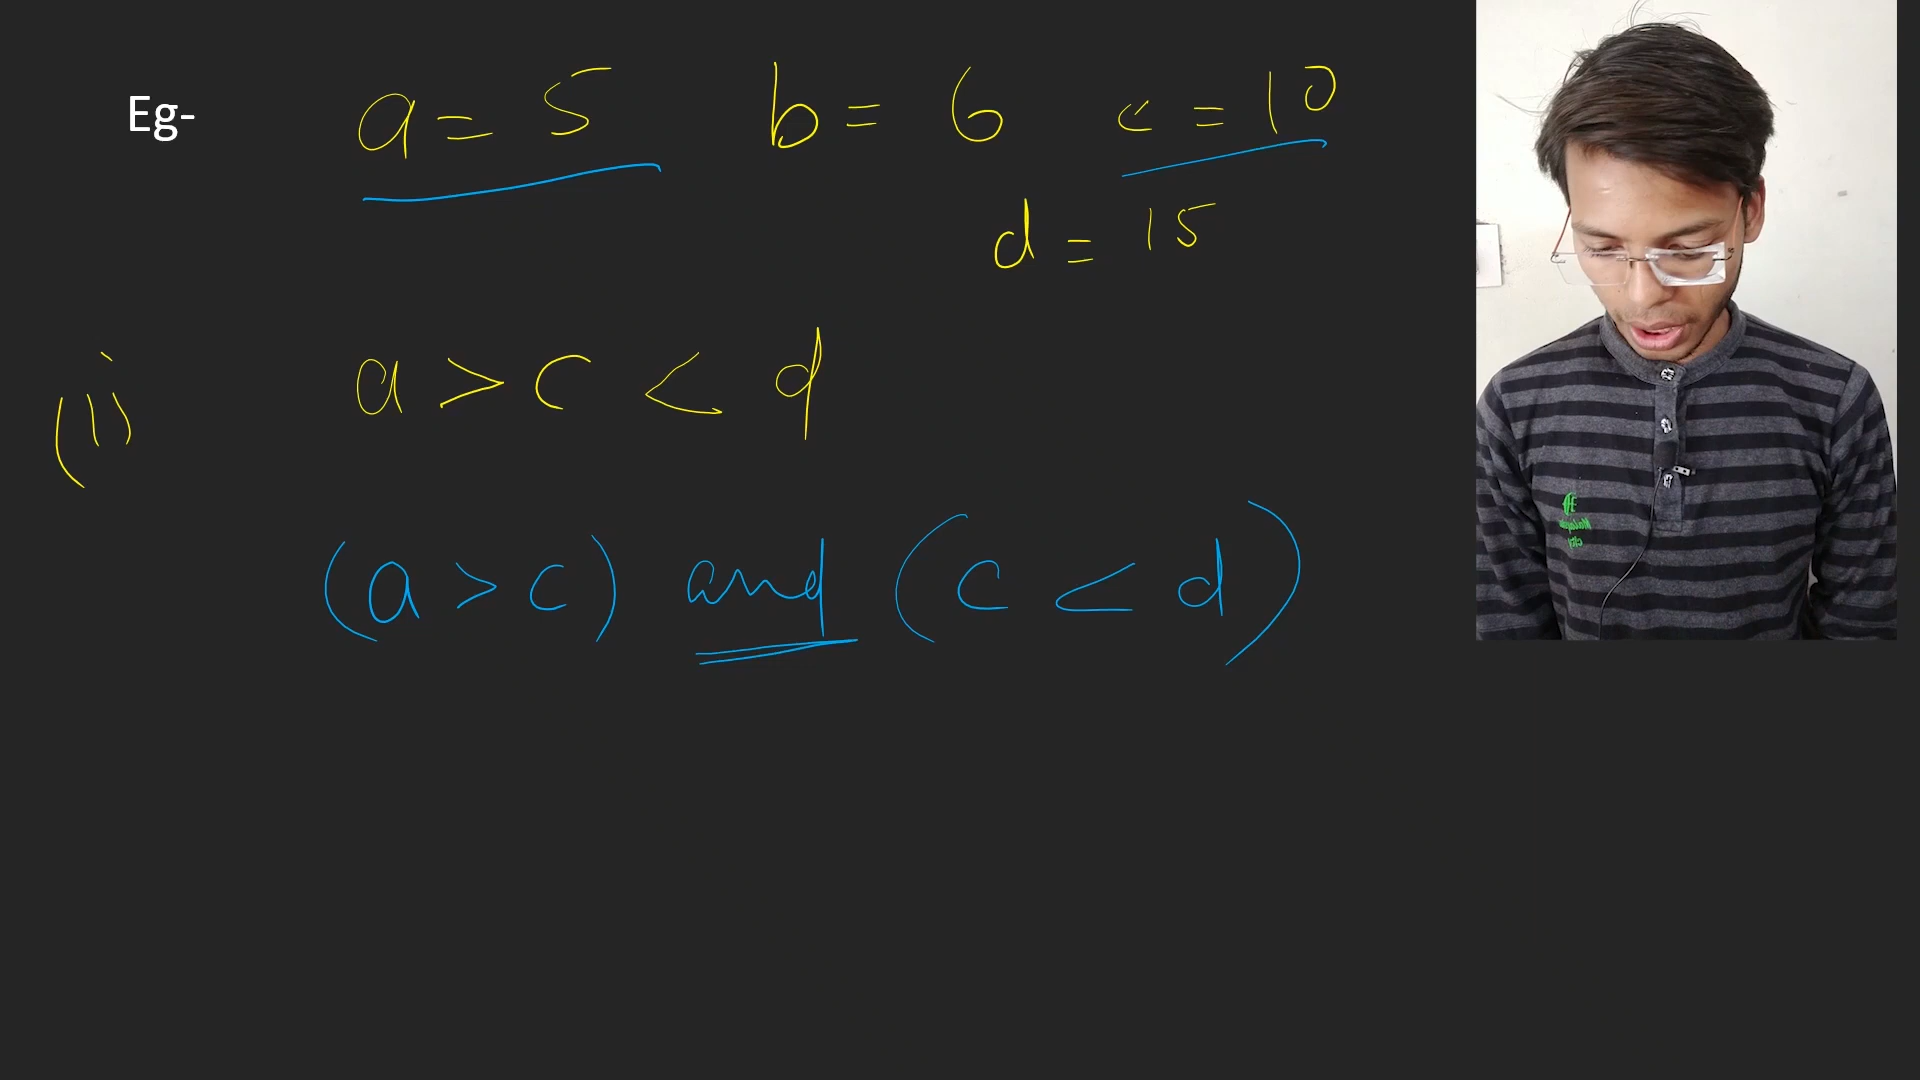 Eg- a = 5 b = 6 c = 10
d = 15
(i) a > c < d
(a > c) and (c < d)